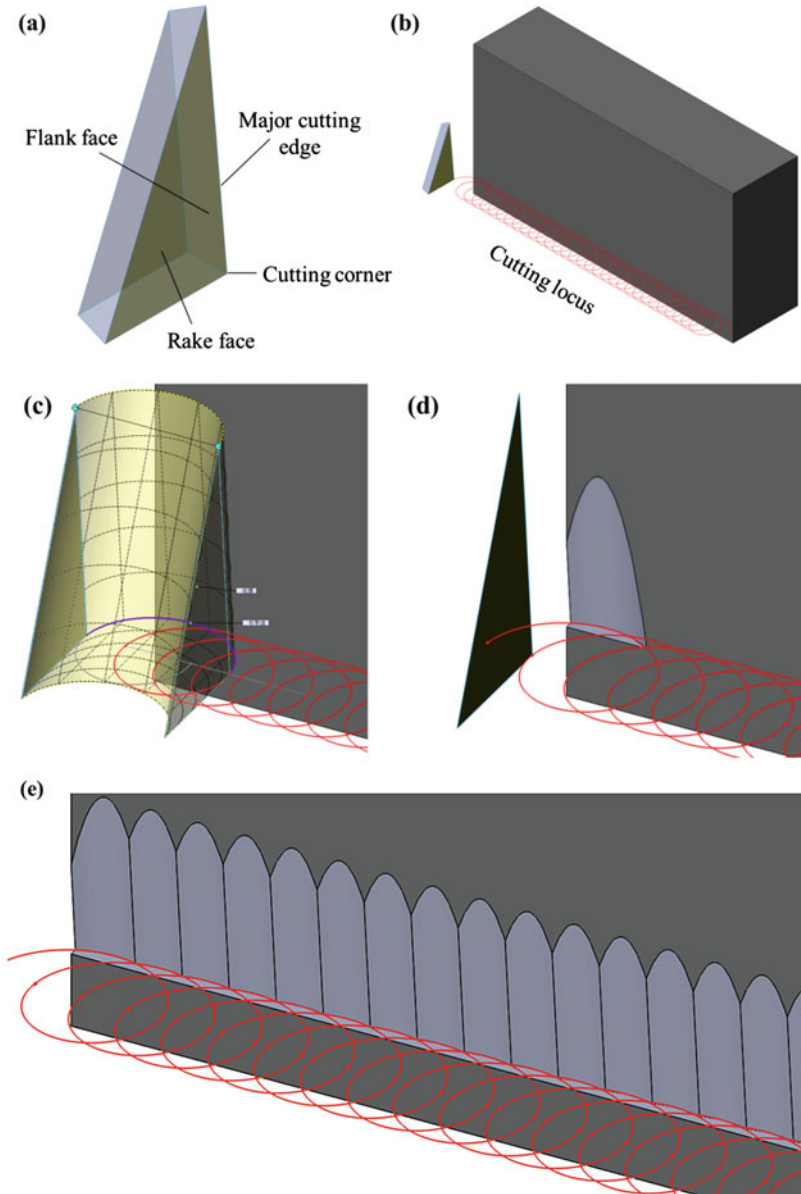 (a)
Flank face
Major cutting
edge
Cutting corner
Rake face
(b)
Cutting locus
(c)
(d)
(e)